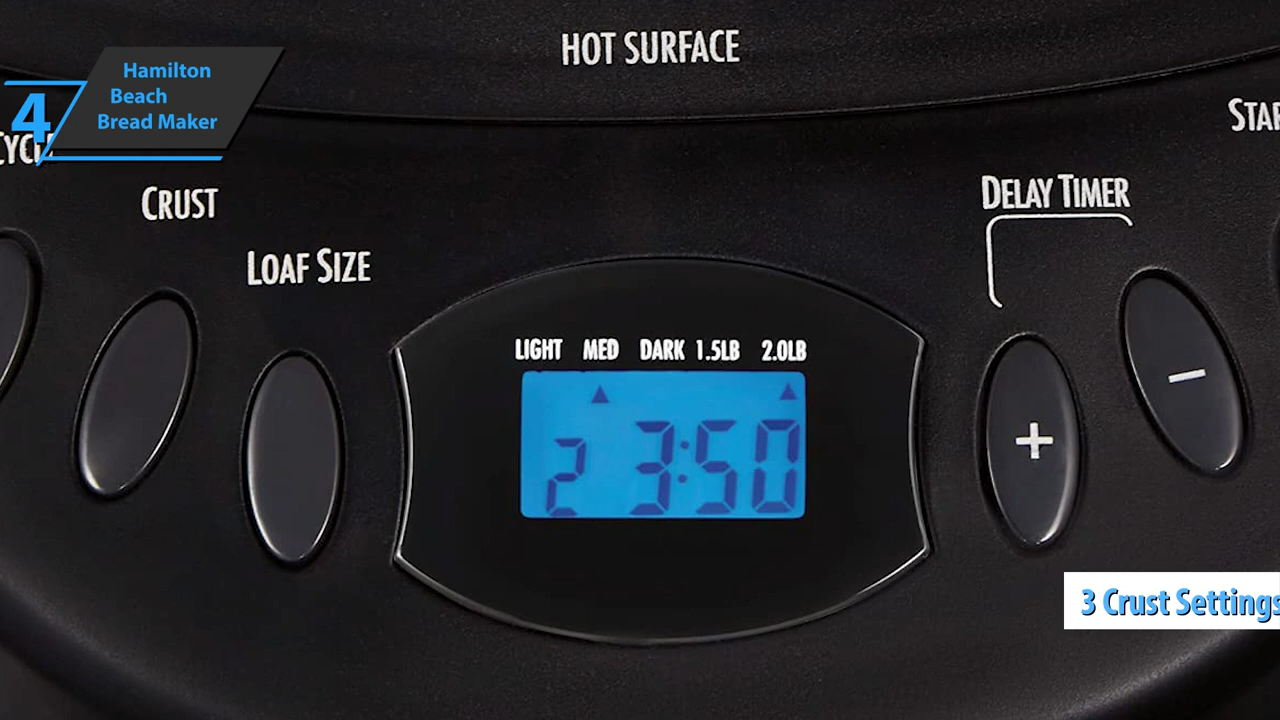 HOT SURFACE
4
Hamilton
Beach
Bread Maker
CRUST
LOAF SIZE
DELAY TIMER
LIGHT MED DARK 1.5LB 2.0LB
2 3:50
+
-
3 Crust Settings